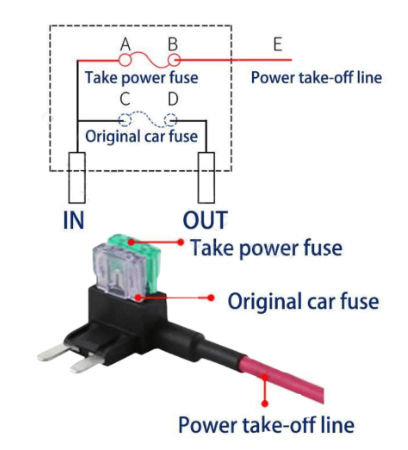 A B E
Take power fuse Power take-off line
C D
Original car fuse
IN OUT
Take power fuse
Original car fuse
Power take-off line